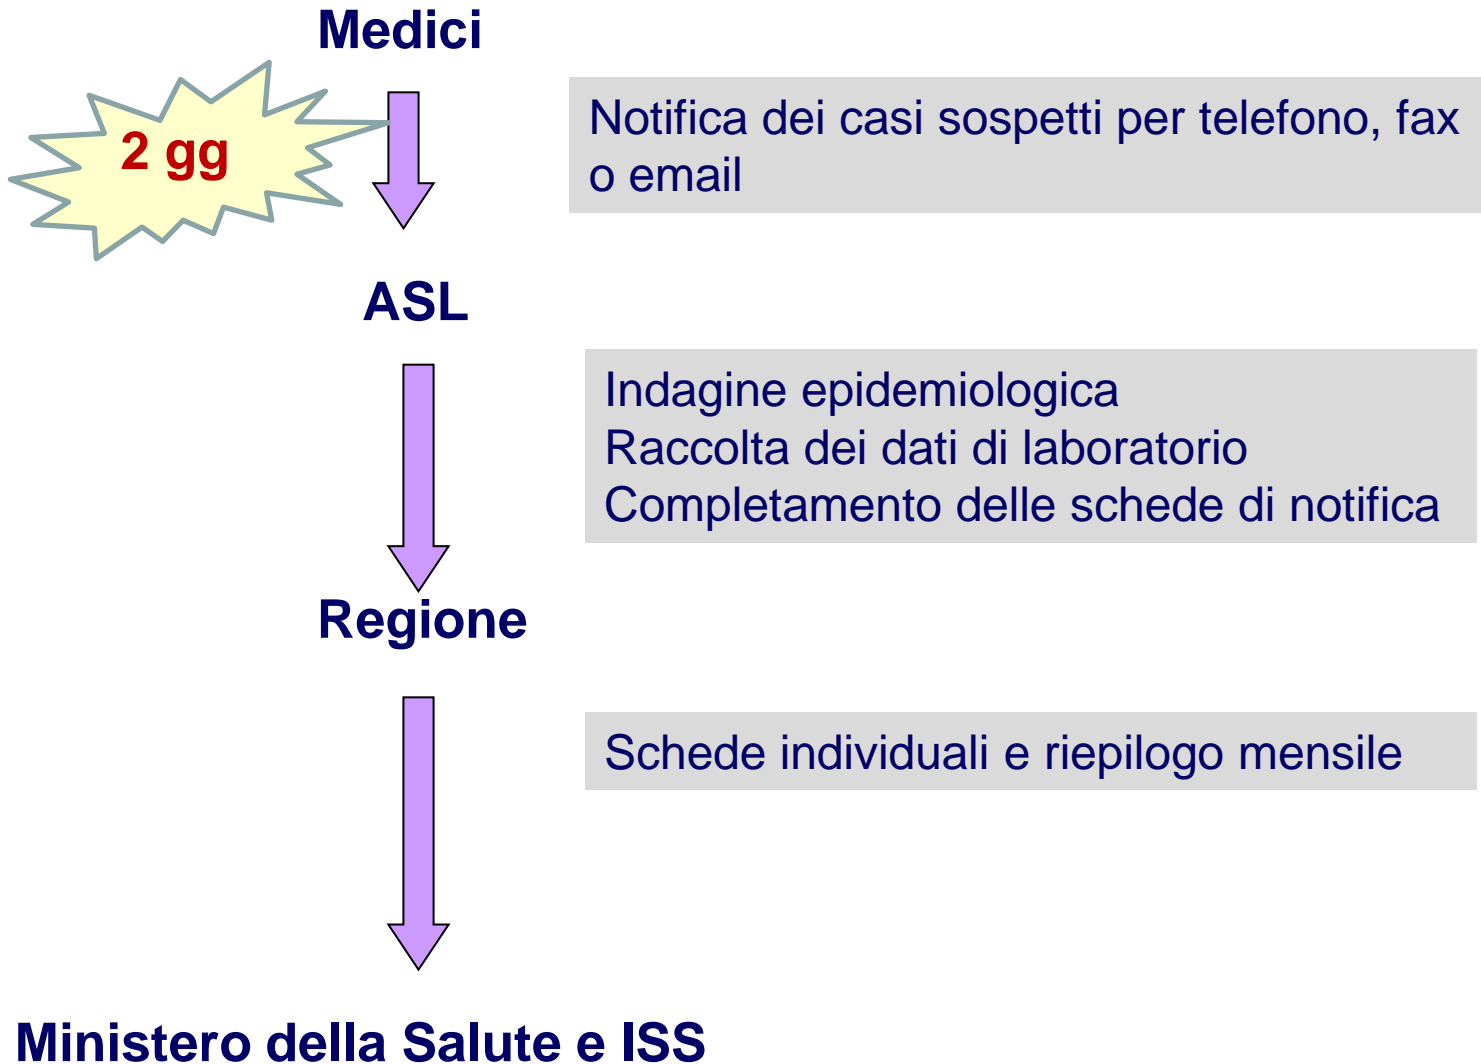 Medici
2 gg
Notifica dei casi sospetti per telefono, fax
o email
ASL
Indagine epidemiologica
Raccolta dei dati di laboratorio
Completamento delle schede di notifica
Regione
Schede individuali e riepilogo mensile
Ministero della Salute e ISS